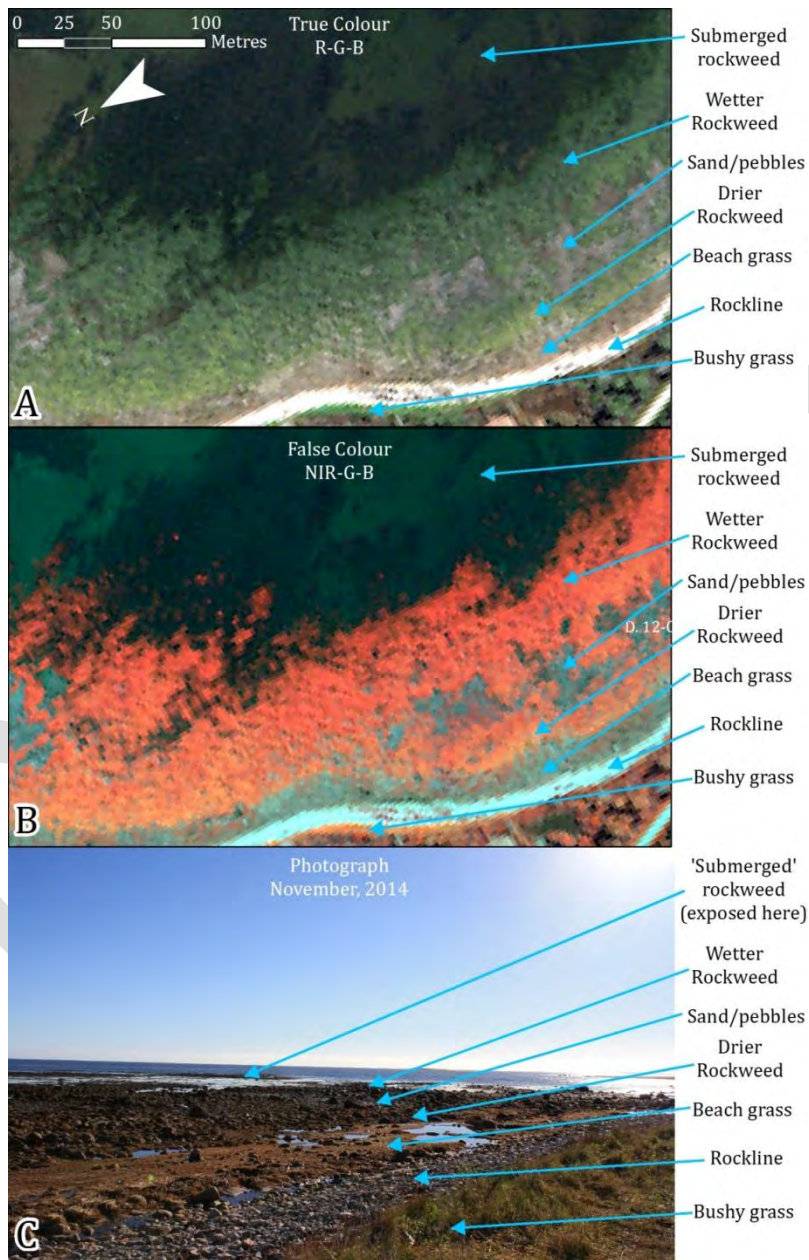 0 25 50 100
Metres
True Colour
R-G-B
N
Submerged
rockweed
Wetter
Rockweed
Sand/pebbles
Drier
Rockweed
Beach grass
Rockline
Bushy grass
A
False Colour
NIR-G-B
Submerged
rockweed
Wetter
Rockweed
Sand/pebbles
Drier
D. 12-
Rockweed
Beach grass
Rockline
Bushy grass
B
Photograph
November, 2014
'Submerged'
rockweed
(exposed here)
Wetter
Rockweed
Sand/pebbles
Drier
Rockweed
Beach grass
Rockline
Bushy grass
C